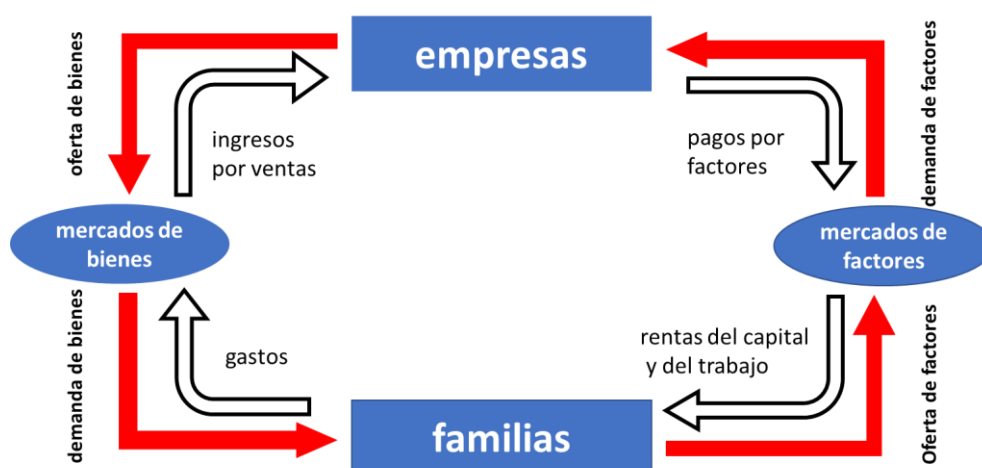 empresas
oferta de bienes
ingresos
por ventas
pagos por
factores
demanda de factores
mercados de
bienes
mercados de
factores
demanda de bienes
gastos
rentas del capital
y del trabajo
Oferta de factores
familias